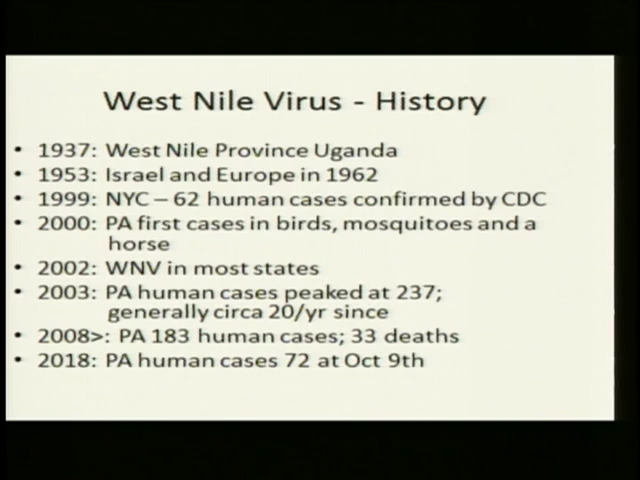 West Nile Virus - History
• 1937: West Nile Province Uganda
• 1953: Israel and Europe in 1962
• 1999: NYC – 62 human cases confirmed by CDC
• 2000: PA first cases in birds, mosquitoes and a
horse
• 2002: WNV in most states
• 2003: PA human cases peaked at 237;
generally circa 20/yr since
• 2008>: PA 183 human cases; 33 deaths
• 2018: PA human cases 72 at Oct 9th